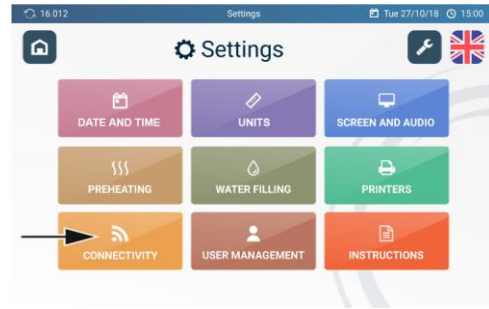 16.012 Settings Tue 27/10/18 15:00
Settings
DATE AND TIME UNITS SCREEN AND AUDIO
PREHEATING WATER FILLING PRINTERS
CONNECTIVITY USER MANAGEMENT INSTRUCTIONS